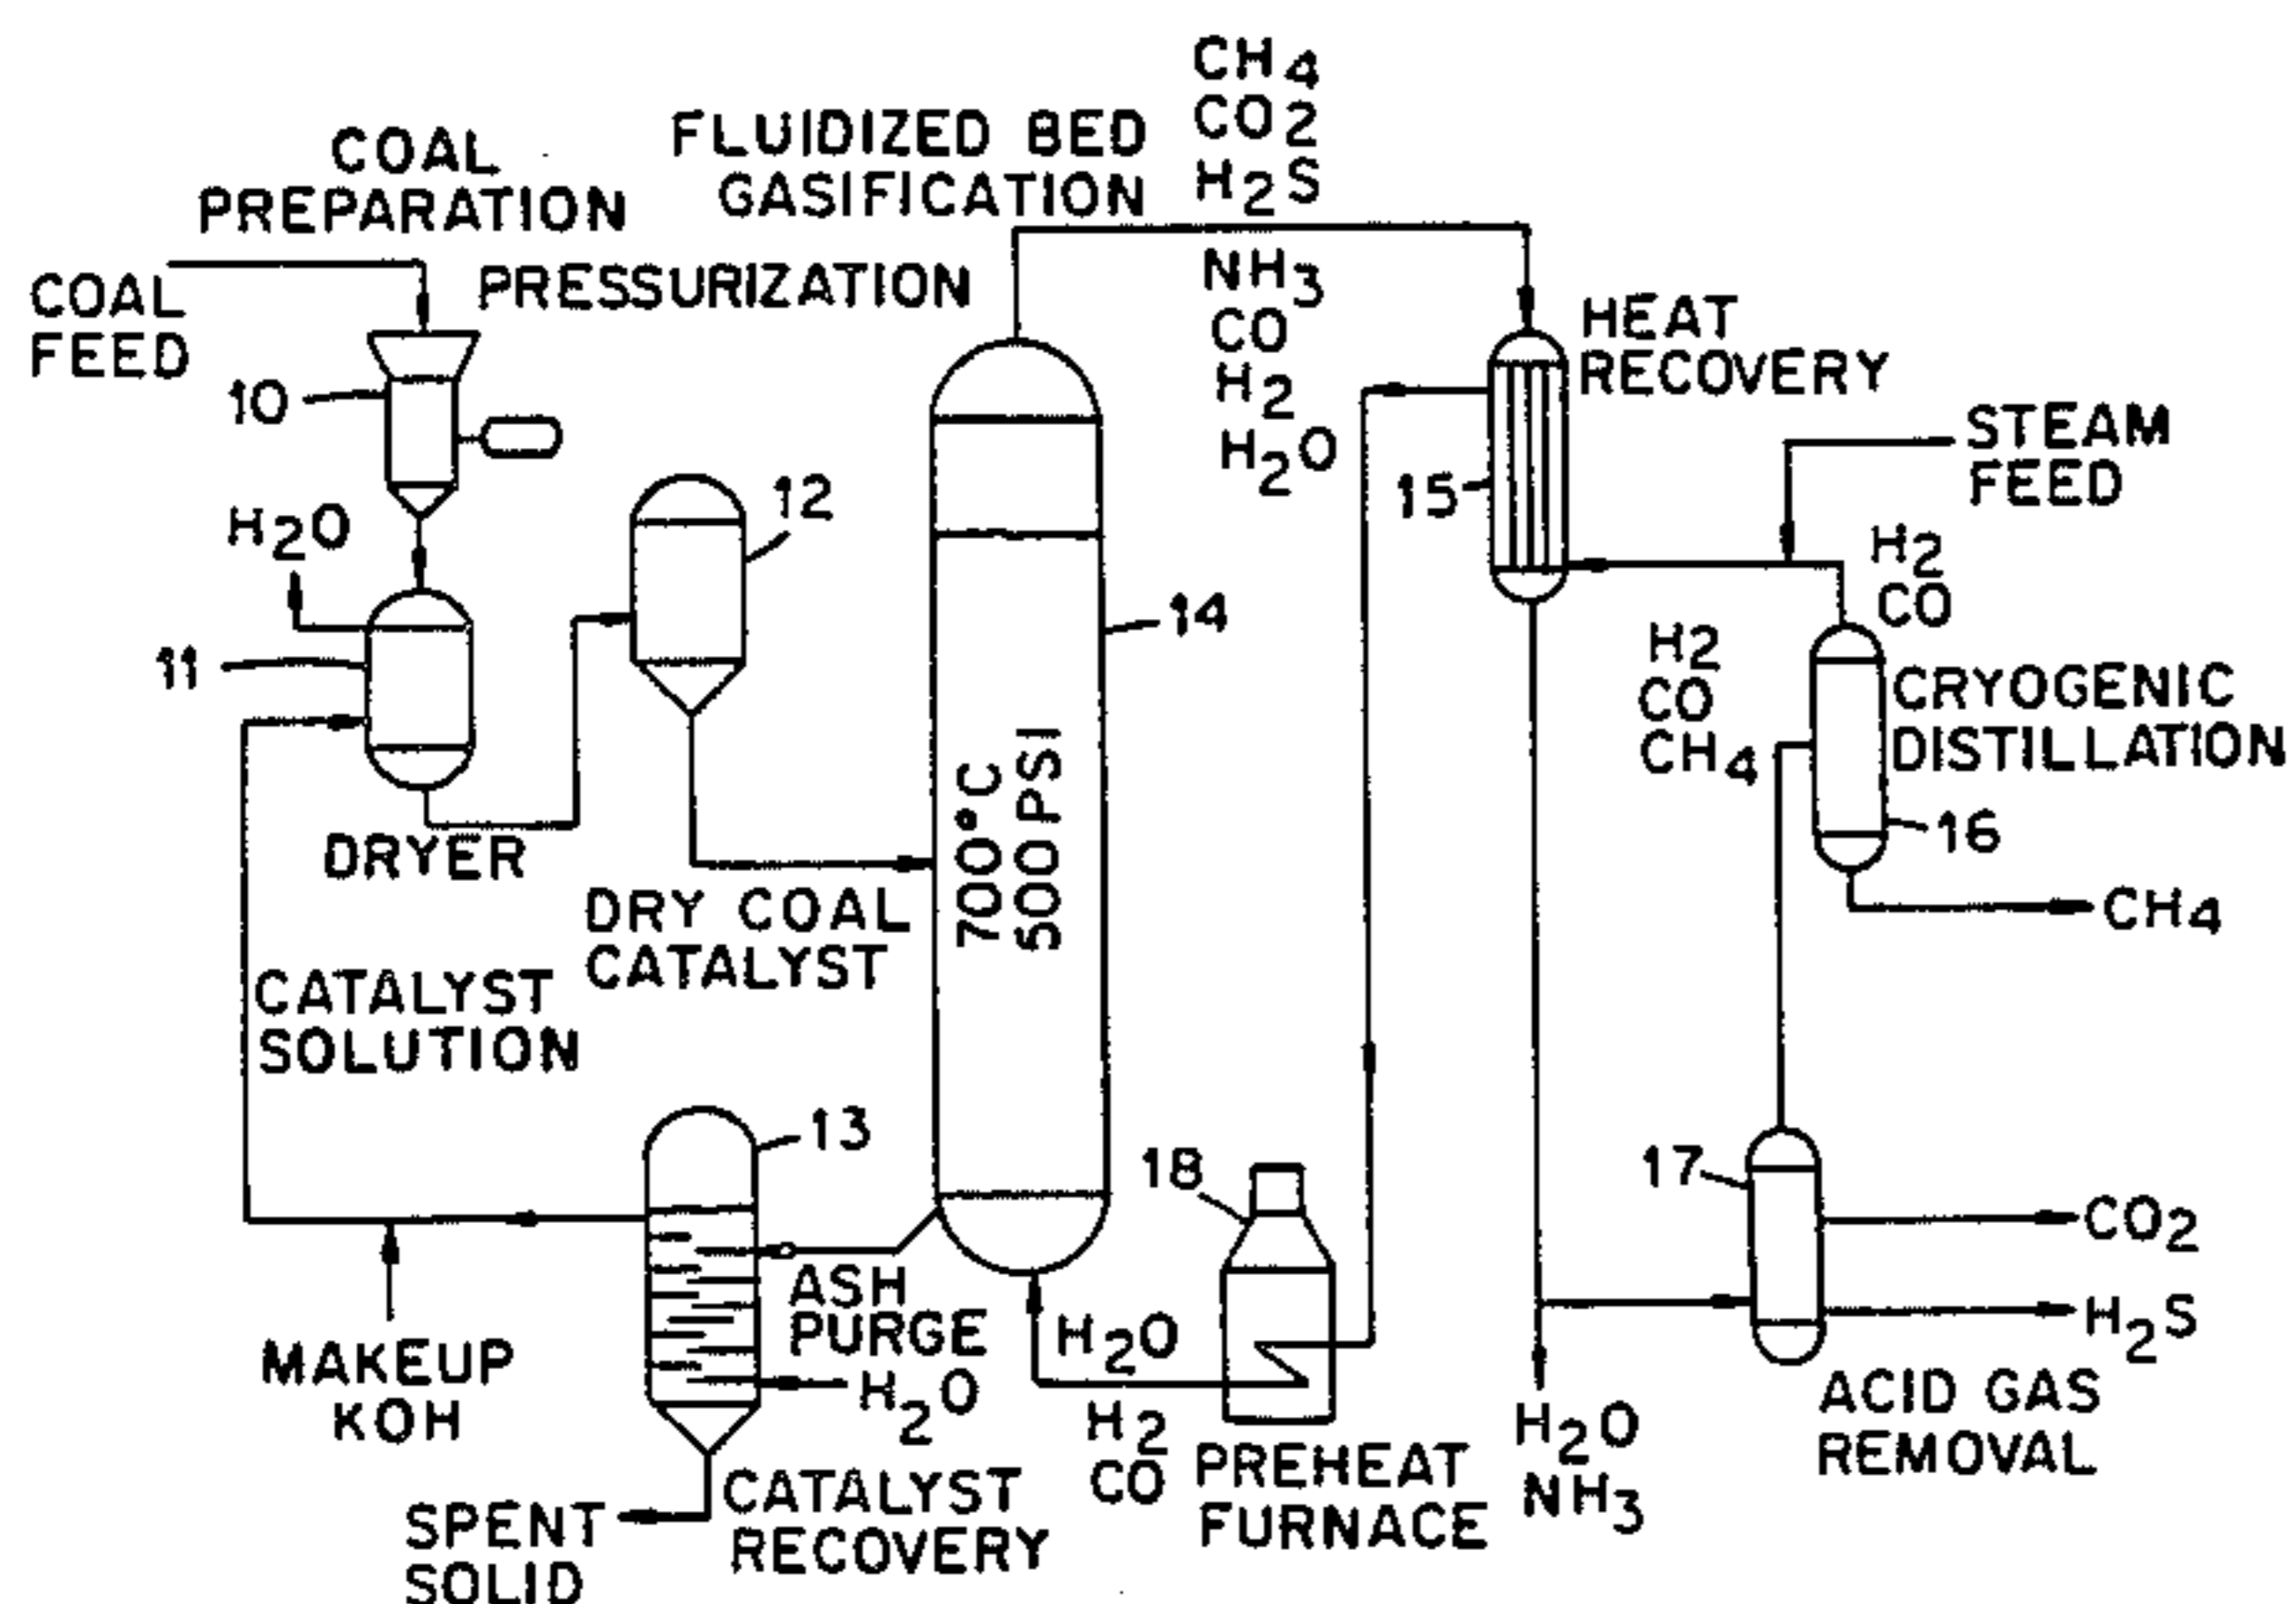 COAL
PREPARATION
COAL
FEED
10
H2O
11
DRYER
PRESSURIZATION
12
DRY COAL
CATALYST
CATALYST
SOLUTION
MAKEUP
KOH
13
ASH
PURGE
H2O
CATALYST
RECOVERY
SPENT
SOLID
FLUIDIZED BED
GASIFICATION
14
700°C
500 PSI
CH4
CO2
H2S
NH3
CO
H2
H2O
HEAT
RECOVERY
15
STEAM
FEED
H2
CO
H2
CO
CH4
CRYOGENIC
DISTILLATION
16
CH4
17
CO2
H2S
ACID GAS
REMOVAL
H2O
NH3
18
PREHEAT
FURNACE
H2O
H2
CO